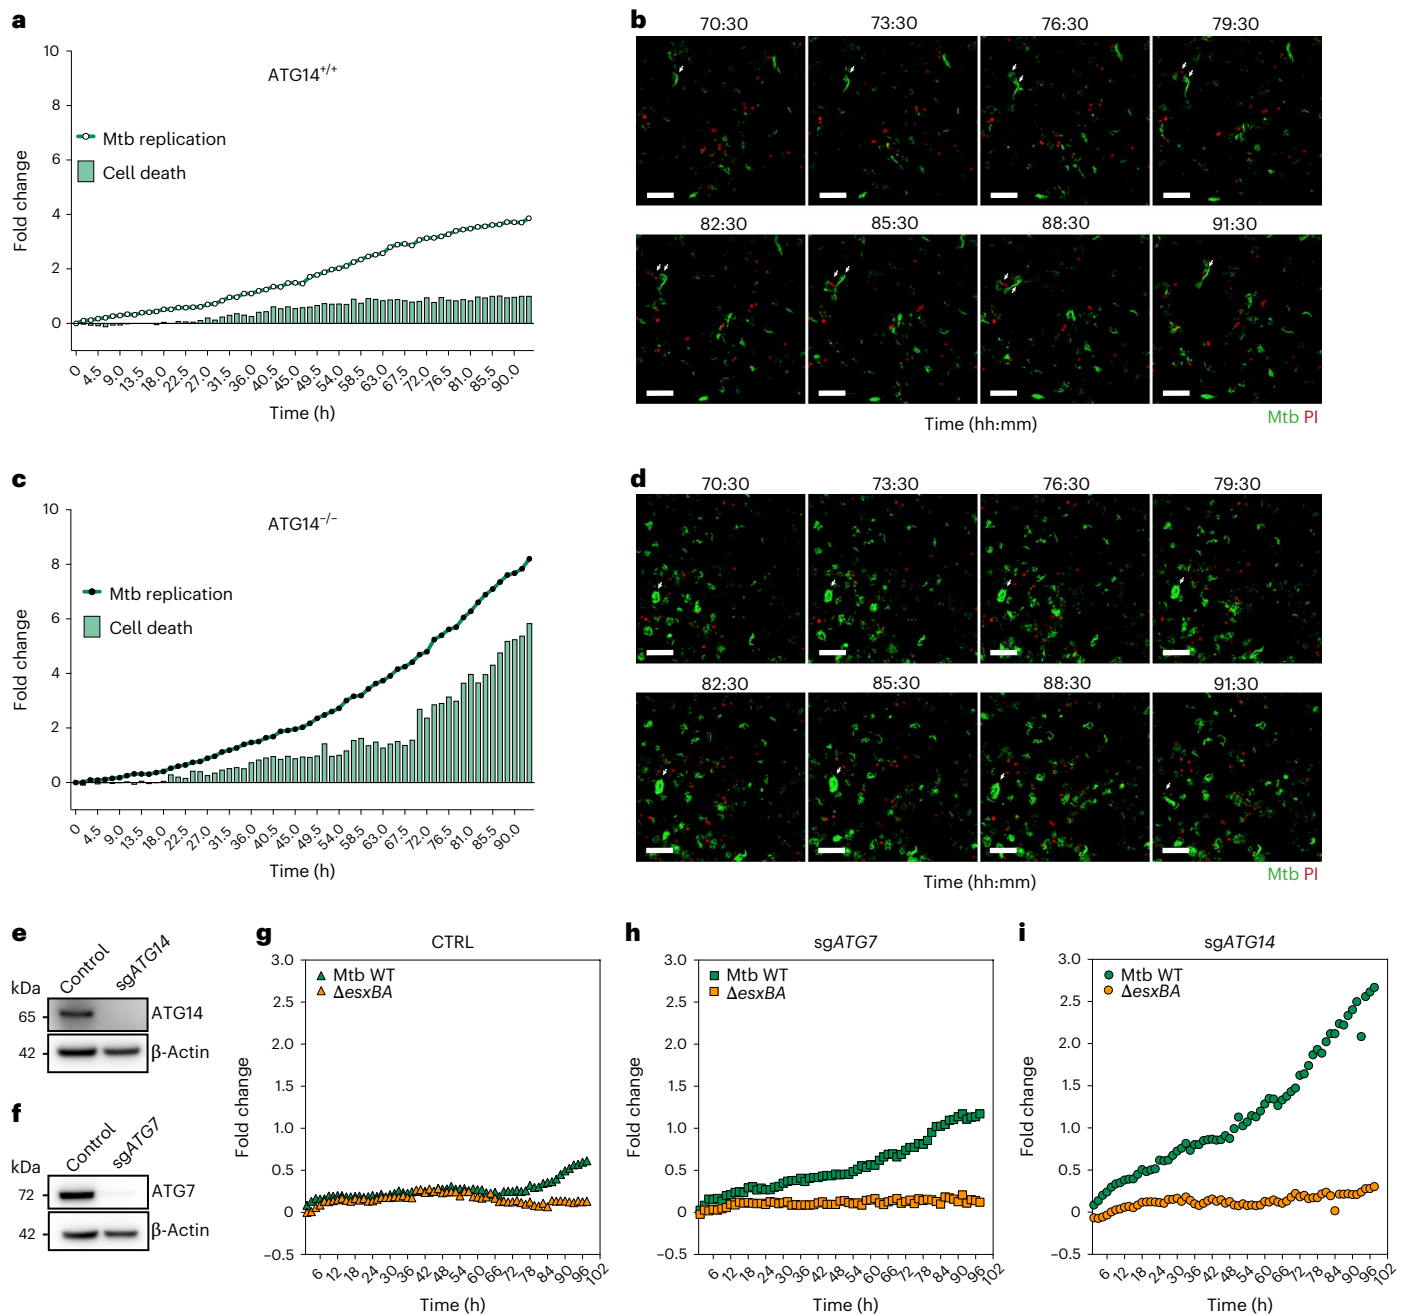 a
ATG14+/+
Fold change
10
8
6
4
2
0
Mtb replication
Cell death
0 4.5 9.0 13.5 18.0 22.5 27.0 31.5 36.0 40.5 45.0 49.5 54.0 58.5 63.0 67.5 72.0 76.5 81.0 85.5 90.0
Time (h)
b
70:30 73:30 76:30 79:30
82:30 85:30 88:30 91:30
Time (hh:mm)
Mtb PI
c
ATG14−/−
Fold change
10
8
6
4
2
0
Mtb replication
Cell death
0 4.5 9.0 13.5 18.0 22.5 27.0 31.5 36.0 40.5 45.0 49.5 54.0 58.5 63.0 67.5 72.0 76.5 81.0 85.5 90.0
Time (h)
d
70:30 73:30 76:30 79:30
82:30 85:30 88:30 91:30
Time (hh:mm)
Mtb PI
e
Control sgATG14
kDa
65 ATG14
42 β-Actin
f
Control sgATG7
kDa
72 ATG7
42 β-Actin
g
CTRL
Fold change
3.0
2.5
2.0
1.5
1.0
0.5
0
−0.5
Mtb WT
ΔesxBA
6 12 18 24 30 36 42 48 54 60 66 72 78 84 90 96 102
Time (h)
h
sgATG7
Fold change
3.0
2.5
2.0
1.5
1.0
0.5
0
−0.5
Mtb WT
ΔesxBA
6 12 18 24 30 36 42 48 54 60 66 72 78 84 90 96 102
Time (h)
i
sgATG14
Fold change
3.0
2.5
2.0
1.5
1.0
0.5
0
−0.5
Mtb WT
ΔesxBA
6 12 18 24 30 36 42 48 54 60 66 72 78 84 90 96 102
Time (h)